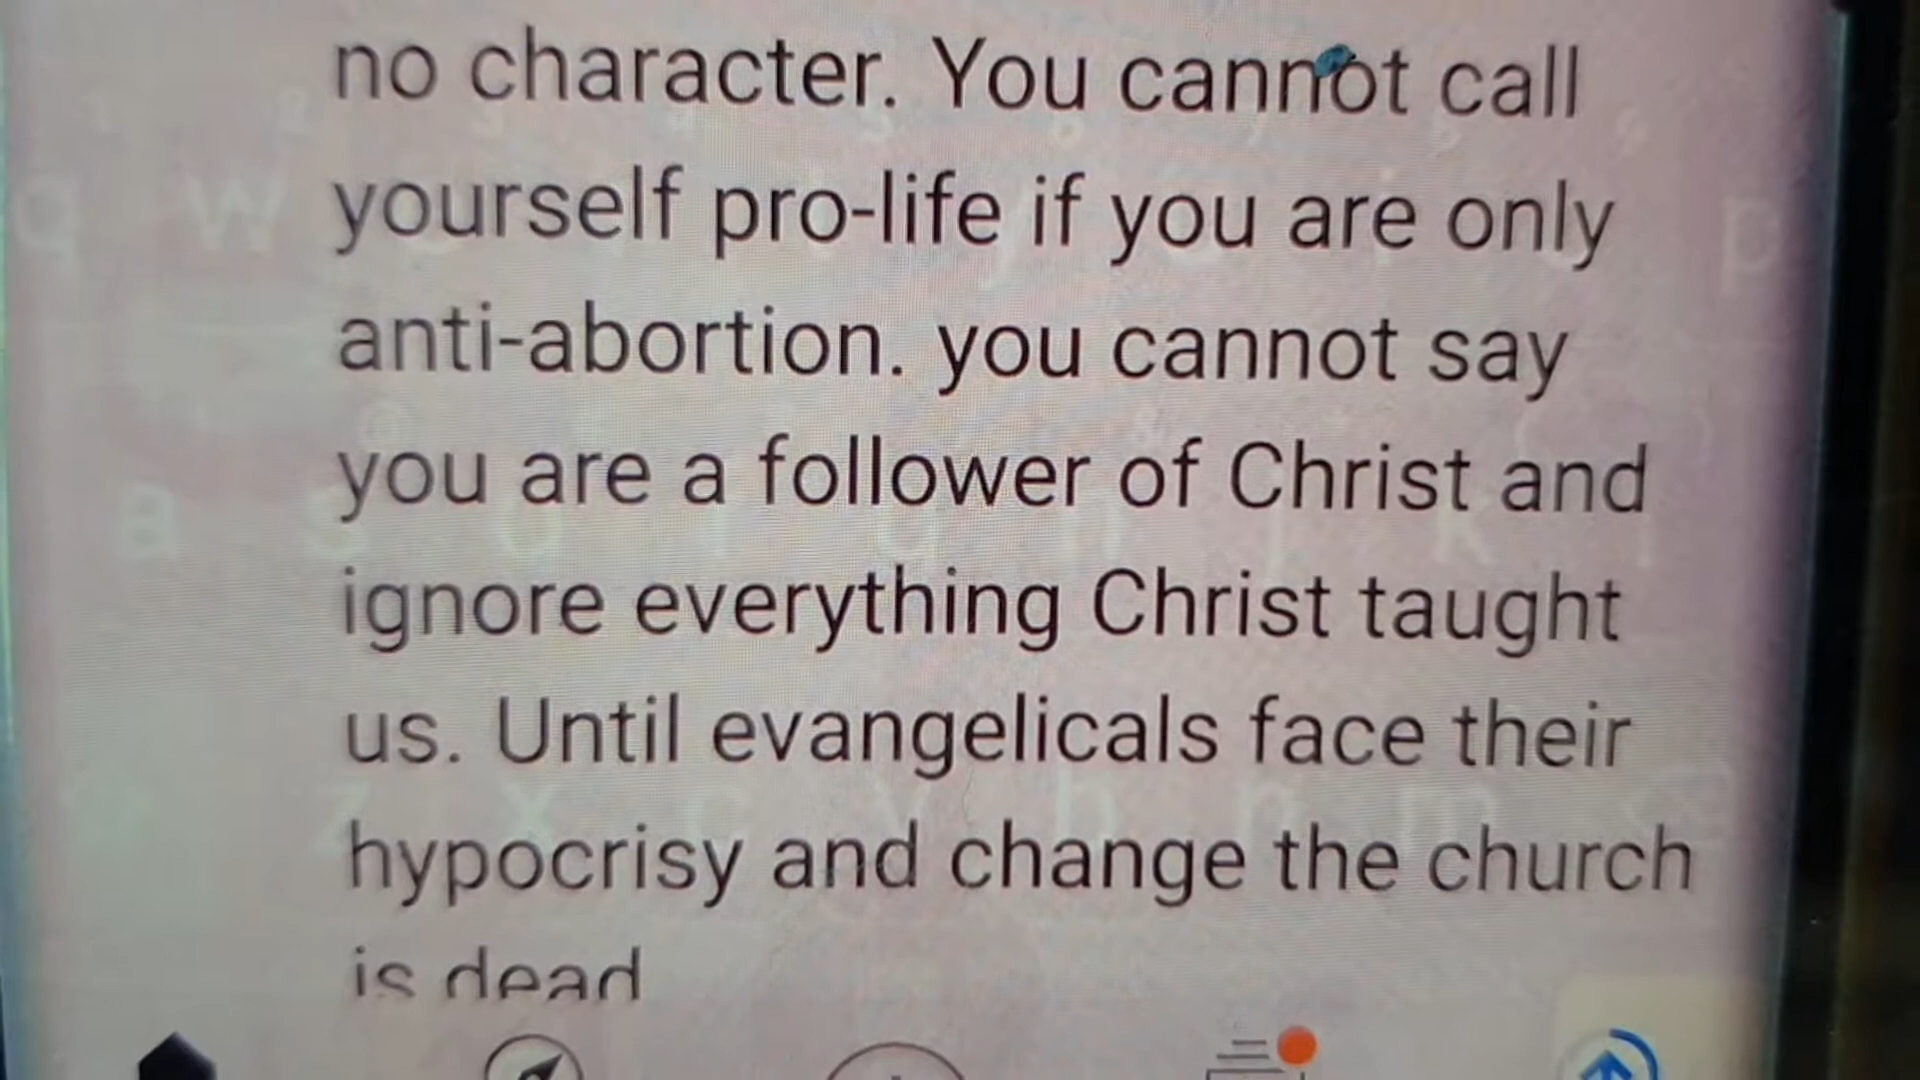 no character. You cannot call
yourself pro-life if you are only
anti-abortion. you cannot say
you are a follower of Christ and
ignore everything Christ taught
us. Until evangelicals face their
hypocrisy and change the church
is dead